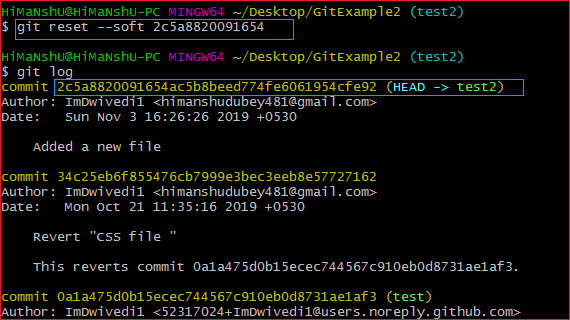 HiMaNShU@HiMaNShU-PC MINGW64 ~/Desktop/GitExample2 (test2)
$ git reset --soft 2c5a8820091654
HiMaNShU@HiMaNShU-PC MINGW64 ~/Desktop/GitExample2 (test2)
$ git log
commit 2c5a8820091654ac5b8beed774fe6061954cfe92 (HEAD -> test2)
Author: ImDwivedi1 <himanshudubey481@gmail.com>
Date:   Sun Nov 3 16:26:26 2019 +0530
Added a new file
commit 34c25eb6f855476cb7999e3bec3eeb8e57727162
Author: ImDwivedi1 <himanshudubey481@gmail.com>
Date:   Mon Oct 21 11:35:16 2019 +0530
Revert "CSS file "
This reverts commit 0a1a475d0b15ecec744567c910eb0d8731ae1af3.
commit 0a1a475d0b15ecec744567c910eb0d8731ae1af3 (test)
Author: ImDwivedi1 <52317024+ImDwivedi1@users.noreply.github.com>